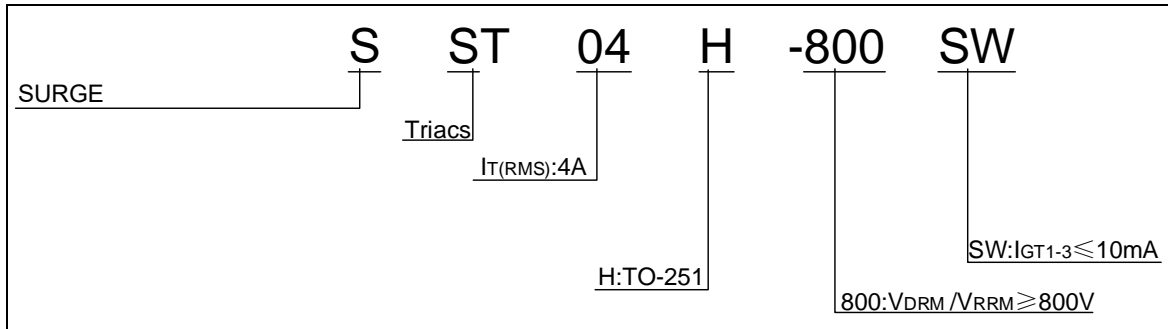 S ST 04 H -800 SW
SURGE
Triacs
IT(RMS):4A
SW:IGT1-3≦10mA
H:TO-251
800:VDRM /VRRM≧800V